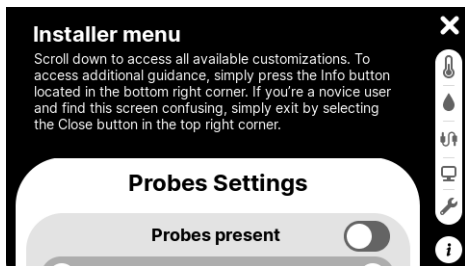 Installer menu
Scroll down to access all available customizations. To
access additional guidance, simply press the Info button
located in the bottom right corner. If you're a novice user
and find this screen confusing, simply exit by selecting
the Close button in the top right corner.
Probes Settings
Probes present
i